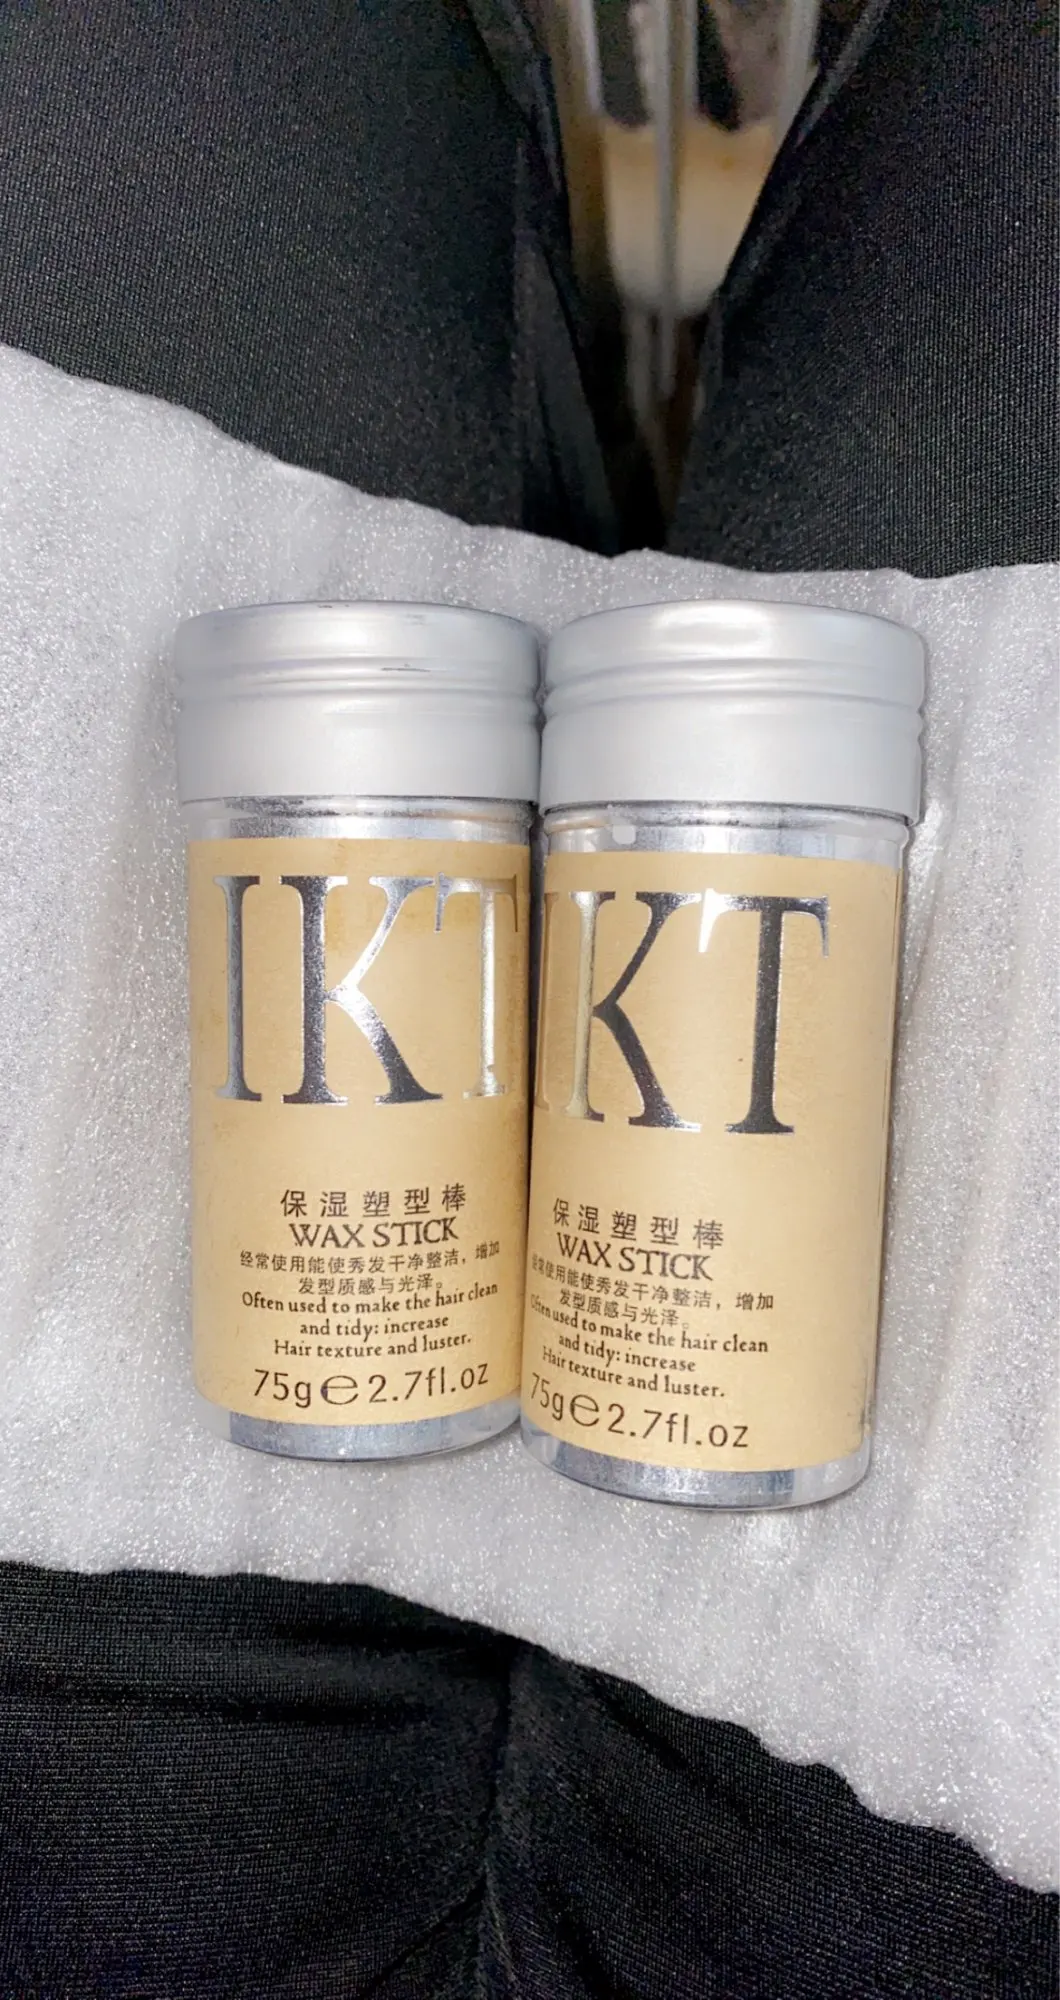 IKT
保湿塑型棒
WAX STICK
经常使用能使秀发干净整洁，增加
发型质感与光泽。
Often used to make the hair clean
and tidy: increase
Hair texture and luster.
75g℮2.7fl.oz
IKT
保湿塑型棒
WAX STICK
经常使用能使秀发干净整洁，增加
发型质感与光泽。
Often used to make the hair clean
and tidy: increase
Hair texture and luster.
75g℮2.7fl.oz